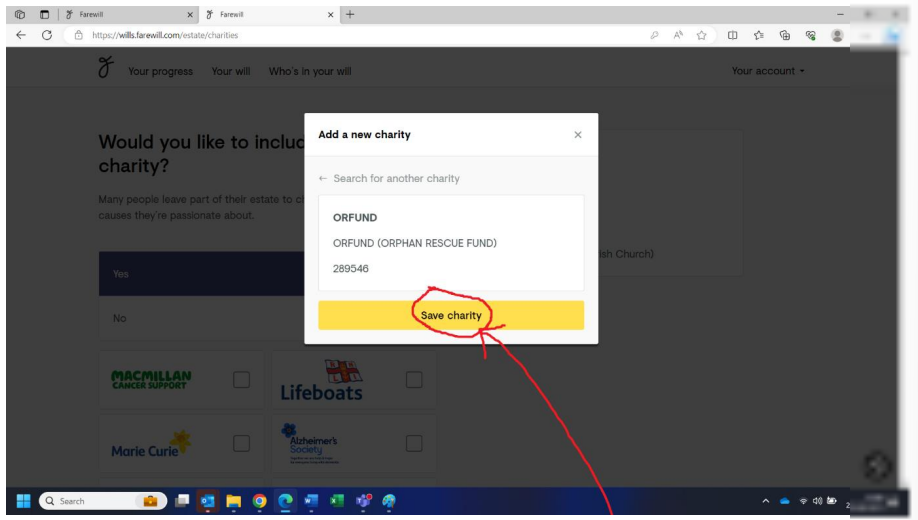 Farewill
Farewill
https://wills.farewill.com/estate/charities
Your progress Your will Who's in your will Your account
Would you like to includ
charity?
Many people leave part of their estate to ch
causes they're passionate about.
Add a new charity
← Search for another charity
ORFUND
ORFUND (ORPHAN RESCUE FUND)
289546
Save charity
ish Church)
Yes
No
MACMILLAN
CANCER SUPPORT
Lifeboats
Marie Curie
Alzheimer's
Society
Search